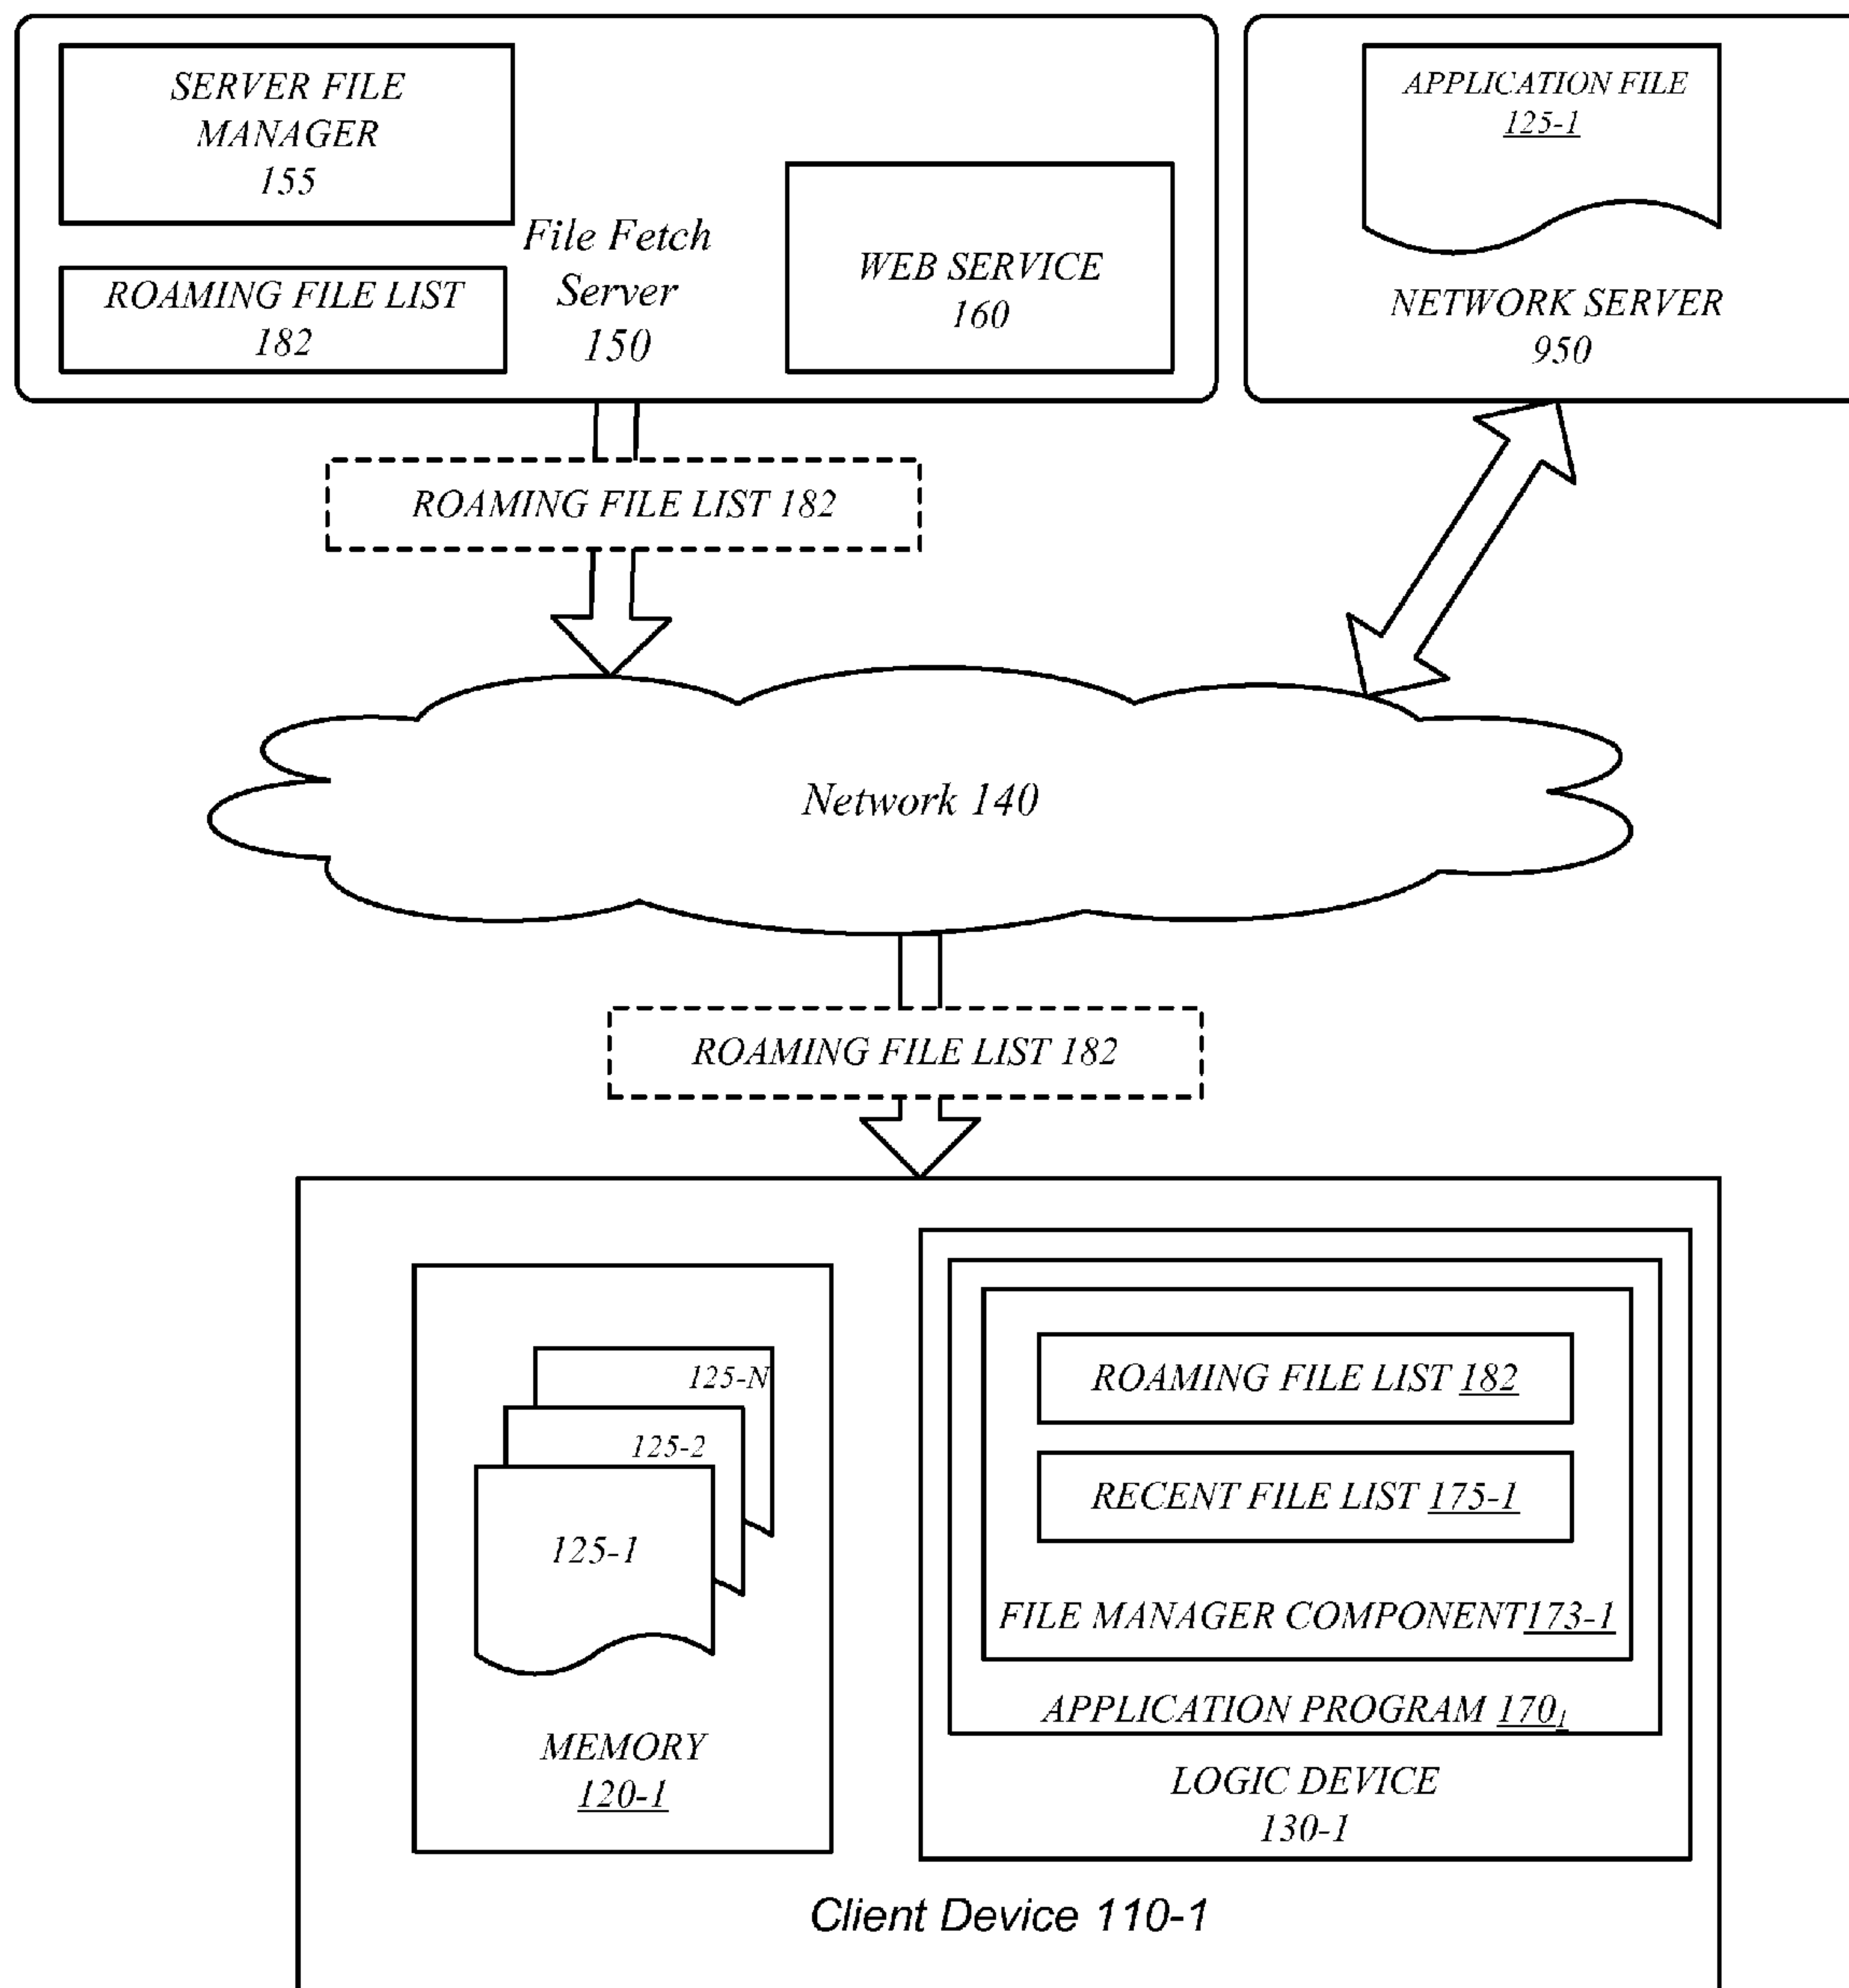 SERVER FILE
MANAGER
155
ROAMING FILE LIST
182
File Fetch
Server
150
WEB SERVICE
160
APPLICATION FILE
125-1
NETWORK SERVER
950
ROAMING FILE LIST 182
Network 140
ROAMING FILE LIST 182
125-N
125-2
125-1
MEMORY
120-1
ROAMING FILE LIST 182
RECENT FILE LIST 175-1
FILE MANAGER COMPONENT173-1
APPLICATION PROGRAM 1701
LOGIC DEVICE
130-1
Client Device 110-1